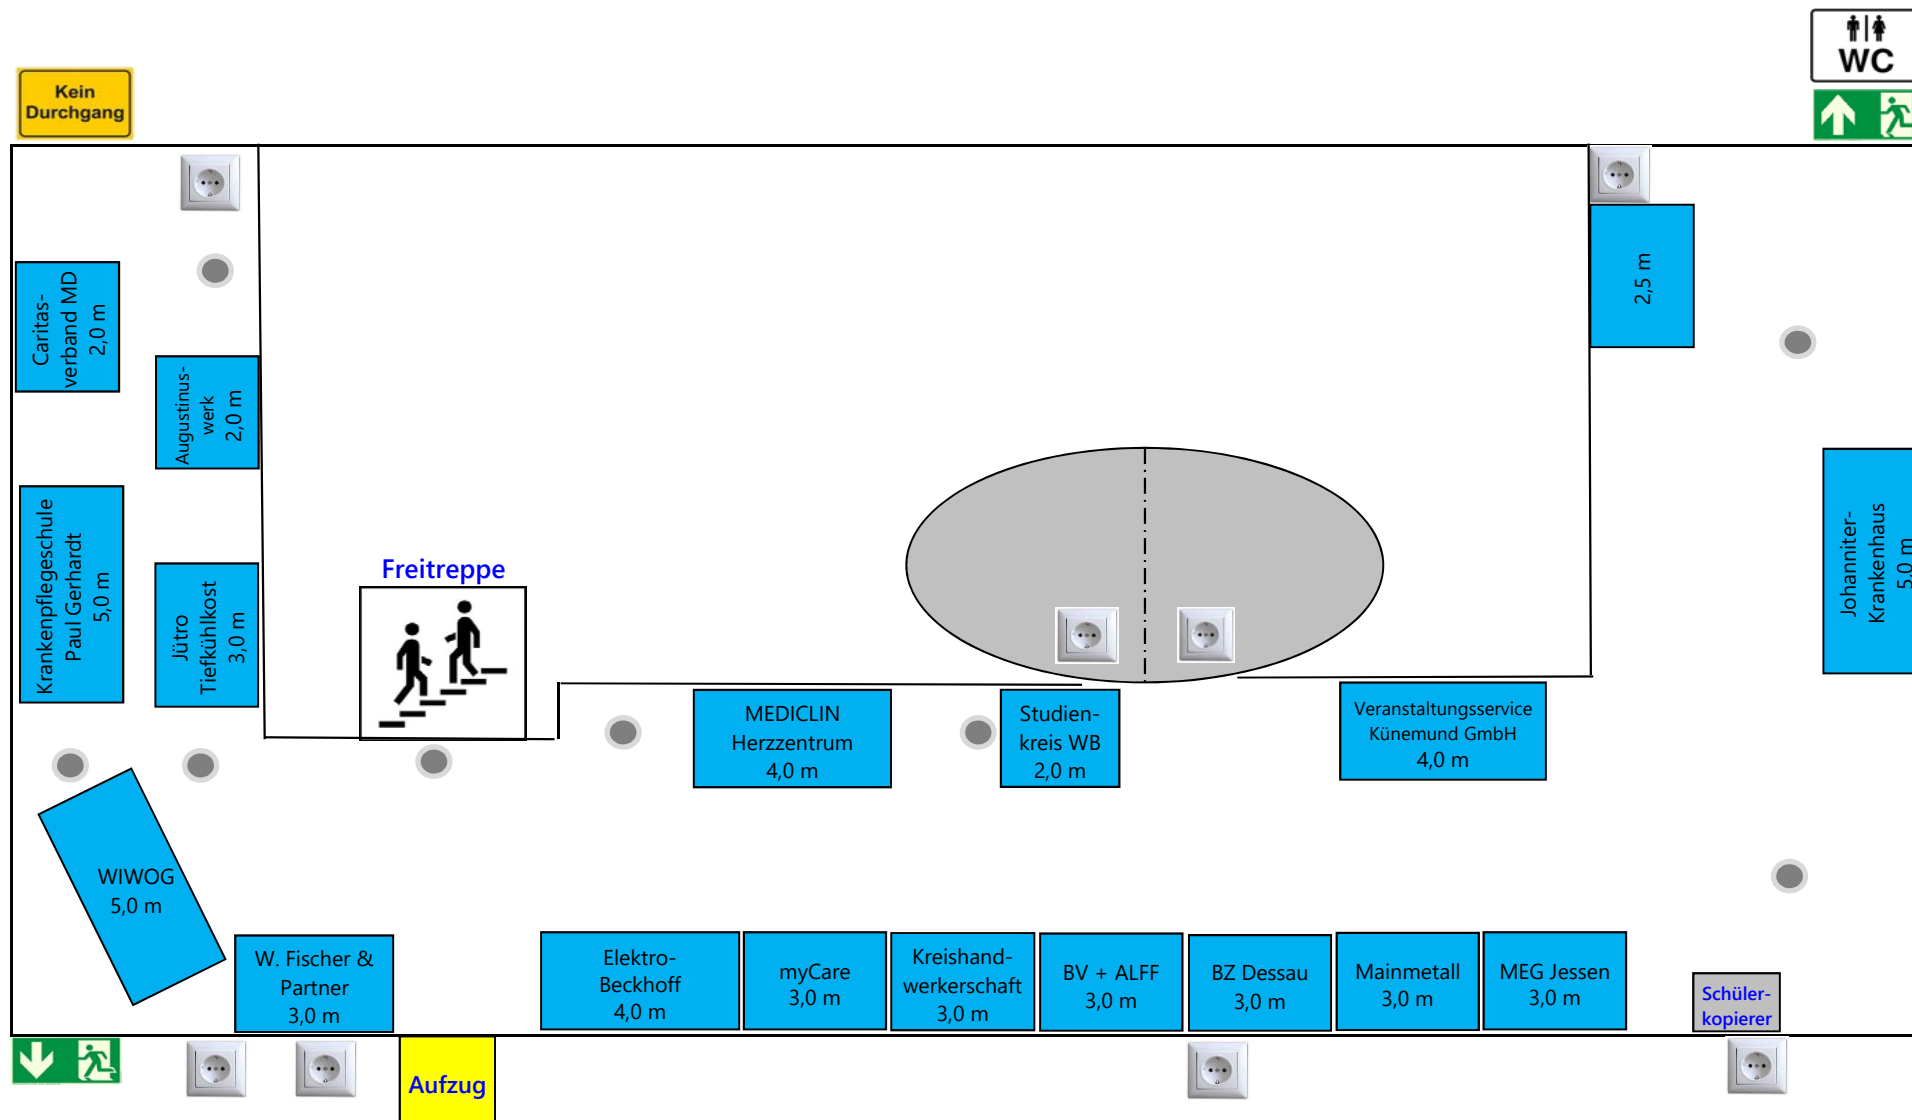 WC
Kein
Durchgang
Caritas-
verband MD
2,0 m
Augustinus-
werk
2,0 m
2,5 m
Krankenpflegeschule
Paul Gerhardt
5,0 m
Jütro
Tiefkühlkost
3,0 m
Freitreppe
Johanniter-
Krankenhaus
5,0 m
MEDICLIN
Herzzentrum
4,0 m
Studien-
kreis WB
2,0 m
Veranstaltungsservice
Künemund GmbH
4,0 m
WIWOG
5,0 m
W. Fischer &
Partner
3,0 m
Elektro-
Beckhoff
4,0 m
myCare
3,0 m
Kreishand-
werkerschaft
3,0 m
BV + ALFF
3,0 m
BZ Dessau
3,0 m
Mainmetall
3,0 m
MEG Jessen
3,0 m
Schüler-
kopierer
Aufzug